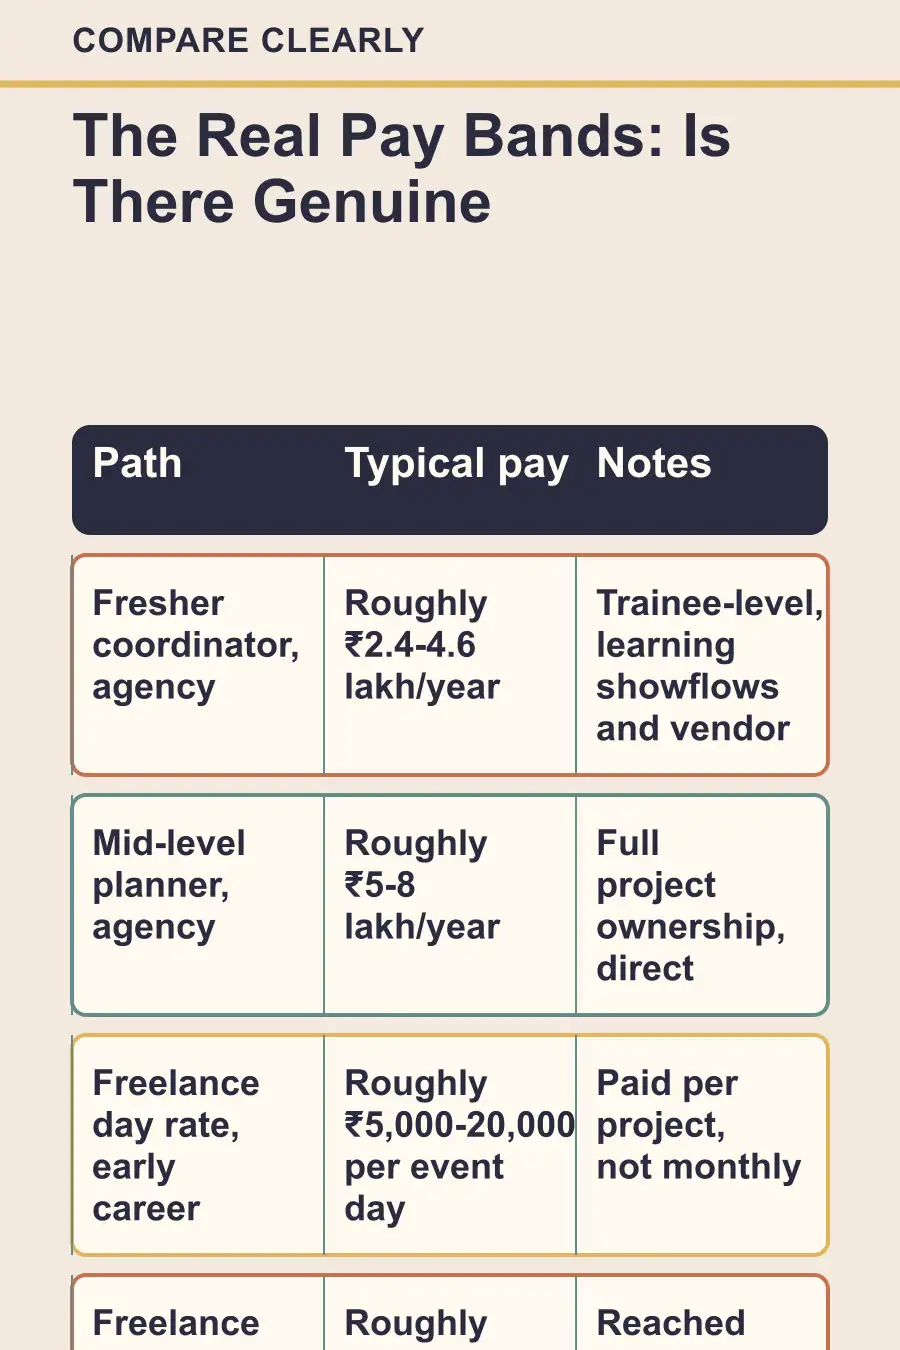 COMPARE CLEARLY
The Real Pay Bands: Is
There Genuine
Path Typical pay Notes
Fresher
coordinator,
agency
Roughly
₹2.4-4.6
lakh/year
Trainee-level,
learning
showflows
and vendor
Mid-level
planner,
agency
Roughly
₹5-8
lakh/year
Full
project
ownership,
direct
Freelance
day rate,
early
career
Roughly
₹5,000-20,000
per event
day
Paid per
project,
not monthly
Freelance
Roughly
Reached